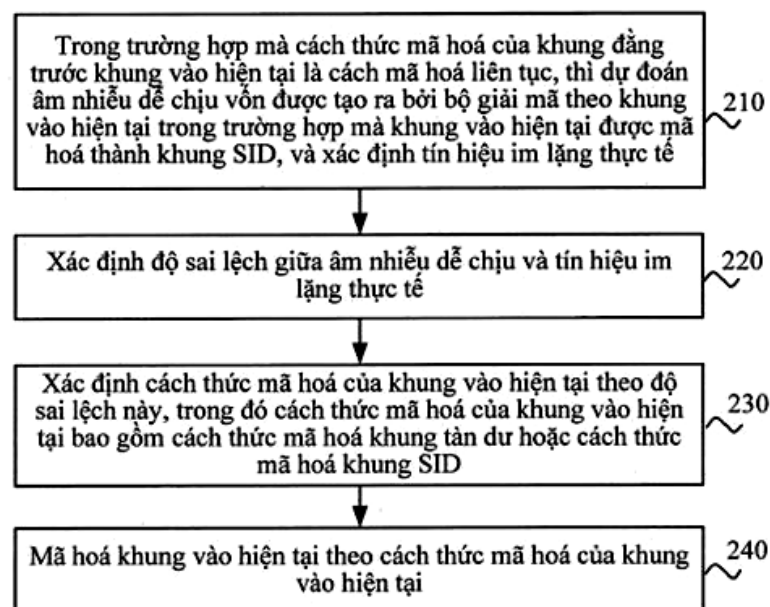 Trong trường hợp mà cách thức mã hoá của khung đằng
trước khung vào hiện tại là cách mã hoá liên tục, thì dự đoán
âm nhiễu dễ chịu vốn được tạo ra bởi bộ giải mã theo khung
vào hiện tại trong trường hợp mà khung vào hiện tại được mã
hoá thành khung SID, và xác định tín hiệu im lặng thực tế
210
Xác định độ sai lệch giữa âm nhiễu dễ chịu và tín hiệu im
lặng thực tế
220
Xác định cách thức mã hoá của khung vào hiện tại theo độ
sai lệch này, trong đó cách thức mã hoá của khung vào hiện
tại bao gồm cách thức mã hoá khung tàn dư hoặc cách thức
mã hoá khung SID
230
Mã hoá khung vào hiện tại theo cách thức mã hoá của khung
vào hiện tại
240